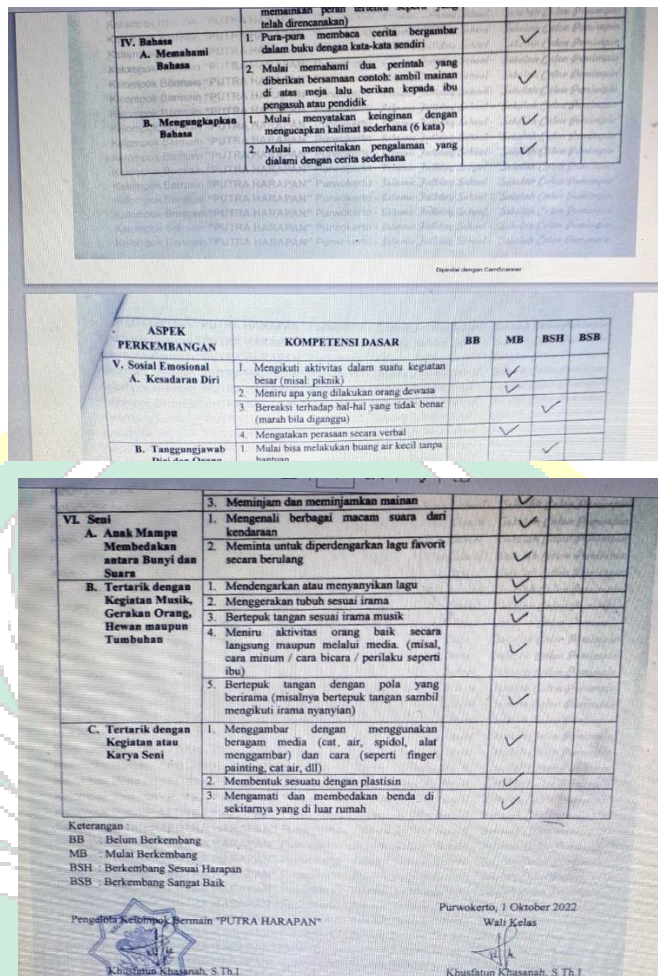 memainkan peran tertentu seperti yang
telah direncanakan)
IV. Bahasa
A. Memahami
Bahasa
1. Pura-pura membaca cerita bergambar
dalam buku dengan kata-kata sendiri
2. Mulai memahami dua perintah yang
diberikan bersamaan contoh: ambil mainan
di atas meja lalu berikan kepada ibu
pengasuh atau pendidik
B. Mengungkapkan
Bahasa
1. Mulai menyatakan keinginan dengan
mengucapkan kalimat sederhana (6 kata)
2. Mulai menceritakan pengalaman yang
dialami dengan cerita sederhana
Kelompok Bermain "PUTRA HARAPAN" Purwokerto - Islamic Fullday School
Dipindai dengan CamScanner
ASPEK
PERKEMBANGAN
KOMPETENSI DASAR
BB
MB
BSH
BSB
V. Sosial Emosional
A. Kesadaran Diri
1. Mengikuti aktivitas dalam suatu kegiatan
besar (misal: piknik)
2. Meniru apa yang dilakukan orang dewasa
3. Bereaksi terhadap hal-hal yang tidak benar
(marah bila diganggu)
4. Mengatakan perasaan secara verbal
B. Tanggungjawab
Diri dan Orang
1. Mulai bisa melakukan buang air kecil tanpa
bantuan
3. Meminjam dan meminjamkan mainan
VI. Seni
A. Anak Mampu
Membedakan
antara Bunyi dan
Suara
1. Mengenali berbagai macam suara dari
kendaraan
2. Meminta untuk diperdengarkan lagu favorit
secara berulang
B. Tertarik dengan
Kegiatan Musik,
Gerakan Orang,
Hewan maupun
Tumbuhan
1. Mendengarkan atau menyanyikan lagu
2. Menggerakan tubuh sesuai irama
3. Bertepuk tangan sesuai irama musik
4. Meniru aktivitas orang baik secara
langsung maupun melalui media. (misal,
cara minum / cara bicara / perilaku seperti
ibu)
5. Bertepuk tangan dengan pola yang
berirama (misalnya bertepuk tangan sambil
mengikuti irama nyanyian)
C. Tertarik dengan
Kegiatan atau
Karya Seni
1. Menggambar dengan menggunakan
beragam media (cat, air, spidol, alat
menggambar) dan cara (seperti finger
painting, cat air, dll)
2. Membentuk sesuatu dengan plastisin
3. Mengamati dan membedakan benda di
sekitarnya yang di luar rumah
Keterangan :
BB : Belum Berkembang
MB : Mulai Berkembang
BSH : Berkembang Sesuai Harapan
BSB : Berkembang Sangat Baik
Purwokerto, 1 Oktober 2022
Pengelola Kelompok Bermain "PUTRA HARAPAN"
Wali Kelas
Khusfatun Khasanah, S.Th.I
Khusfatun Khasanah, S.Th.I